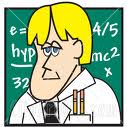 e= 4/5
hyp mc²
32 x